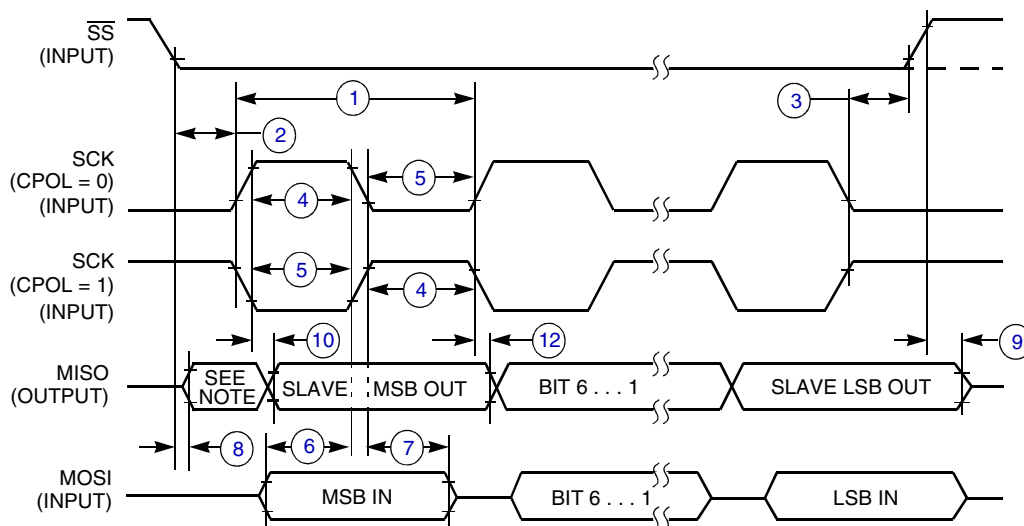 SS
(INPUT)
1
3
2
SCK
(CPOL = 0)
(INPUT)
5
4
SCK
(CPOL = 1)
(INPUT)
5
4
10
12
9
MISO
(OUTPUT)
SEE
NOTE
SLAVE
MSB OUT
BIT 6 . . . 1
SLAVE LSB OUT
8
6
7
MOSI
(INPUT)
MSB IN
BIT 6 . . . 1
LSB IN